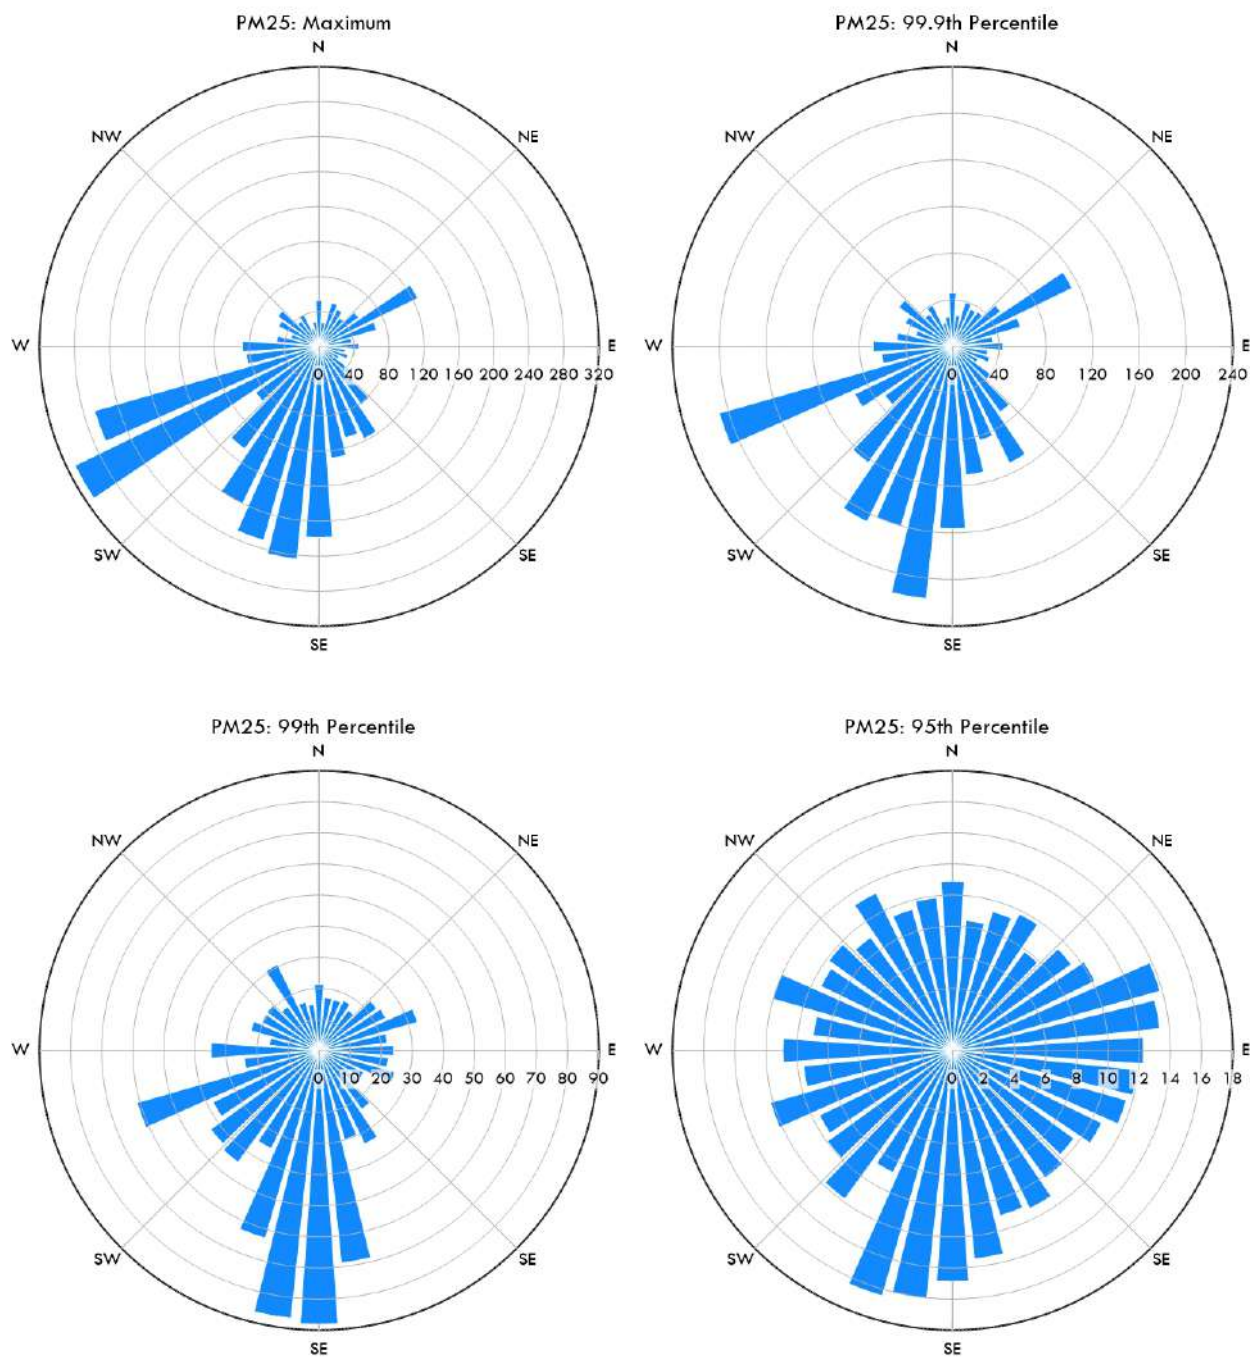 PM25: Maximum
N
NW
NE
W
E
0 40 80 120 160 200 240 280 320
SW
SE
SE
PM25: 99.9th Percentile
N
NW
NE
W
E
0 40 80 120 160 200 240
SW
SE
SE
PM25: 99th Percentile
N
NW
NE
W
E
0 10 20 30 40 50 60 70 80 90
SW
SE
SE
PM25: 95th Percentile
N
NW
NE
W
E
0 2 4 6 8 10 12 14 16 18
SW
SE
SE